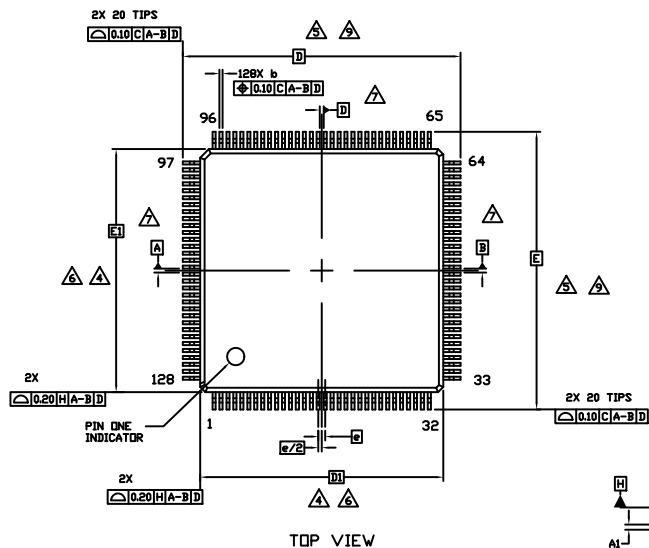 2X 20 TIPS
⌓ 0.10 C A-B D
5 9
D
128X b
⌖ 0.10 C A-B D
7
D
96
65
97
64
E1
7
7
A
B
E
6 4
5 9
2X
⌓ 0.20 H A-B D
128
33
PIN ONE
INDICATOR
1
32
2X 20 TIPS
⌓ 0.10 C A-B D
e
e/2
2X
⌓ 0.20 H A-B D
D1
4 6
H
A1
TOP VIEW